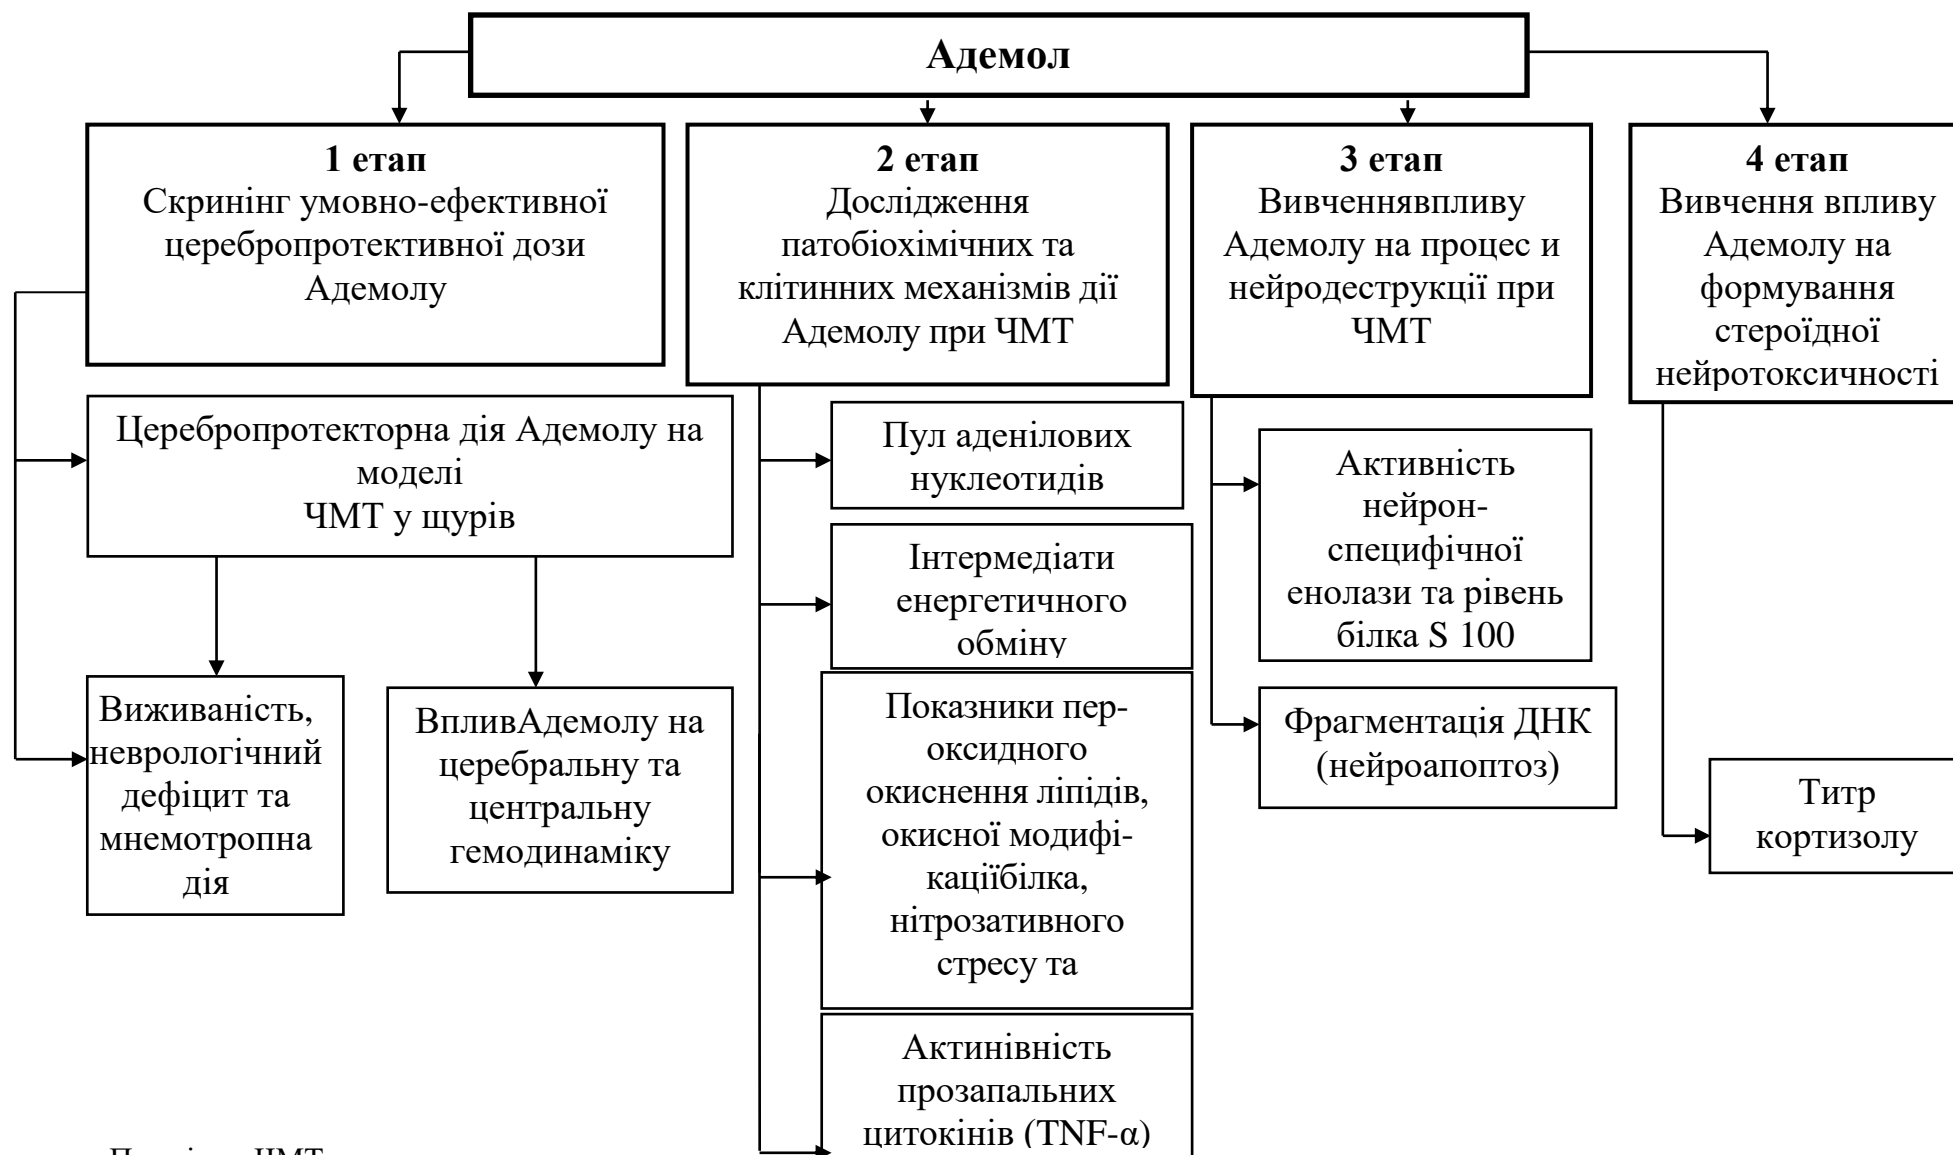 Адемол
1 етап
Скринінг умовно-ефективної
церебропротективної дози
Адемолу
2 етап
Дослідження
патобіохімічних та
клітинних механізмів дії
Адемолу при ЧМТ
3 етап
Вивченнявпливу
Адемолу на процес и
нейродеструкції при
ЧМТ
4 етап
Вивчення впливу
Адемолу на
формування
стероїдної
нейротоксичності
Церебропротекторна дія Адемолу на
моделі
ЧМТ у щурів
Виживаність,
неврологічний
дефіцит та
мнемотропна
дія
ВпливАдемолу на
церебральну та
центральну
гемодинаміку
Пул аденілових
нуклеотидів
Інтермедіати
енергетичного
обміну
Показники пер-
оксидного
окиснення ліпідів,
окисної модифі-
каціїбілка,
нітрозативного
стресу та
Актинівність
прозапальних
цитокінів (TNF-α)
Активність
нейрон-
специфічної
енолази та рівень
білка S 100
Фрагментація ДНК
(нейроапоптоз)
Титр
кортизолу
ЧМТ